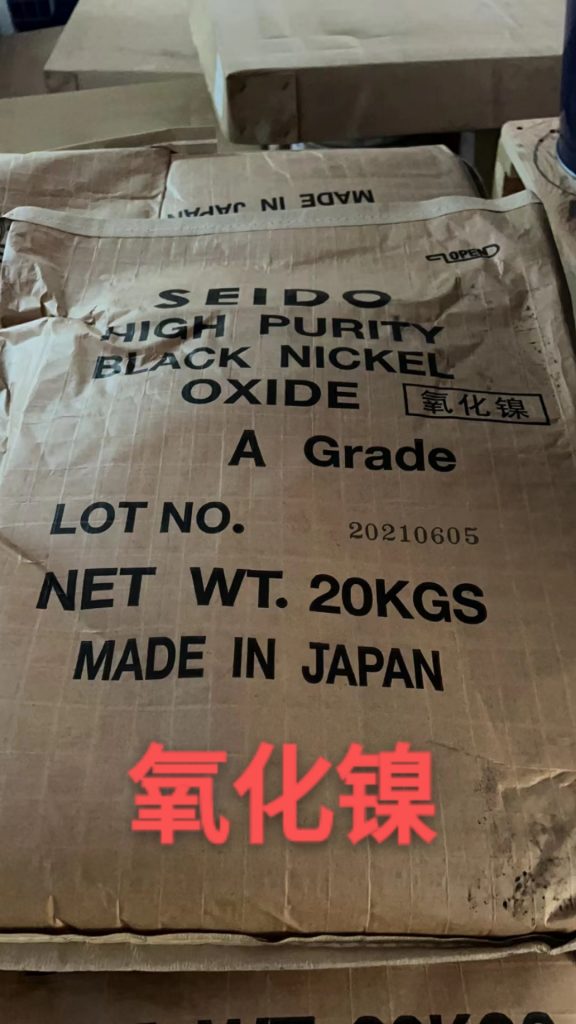 MADE IN JAPAN
OPEN
SEIDO
HIGH PURITY
BLACK NICKEL
OXIDE
氧化镍
A Grade
LOT NO. 20210605
NET WT. 20KGS
MADE IN JAPAN
氧化镍